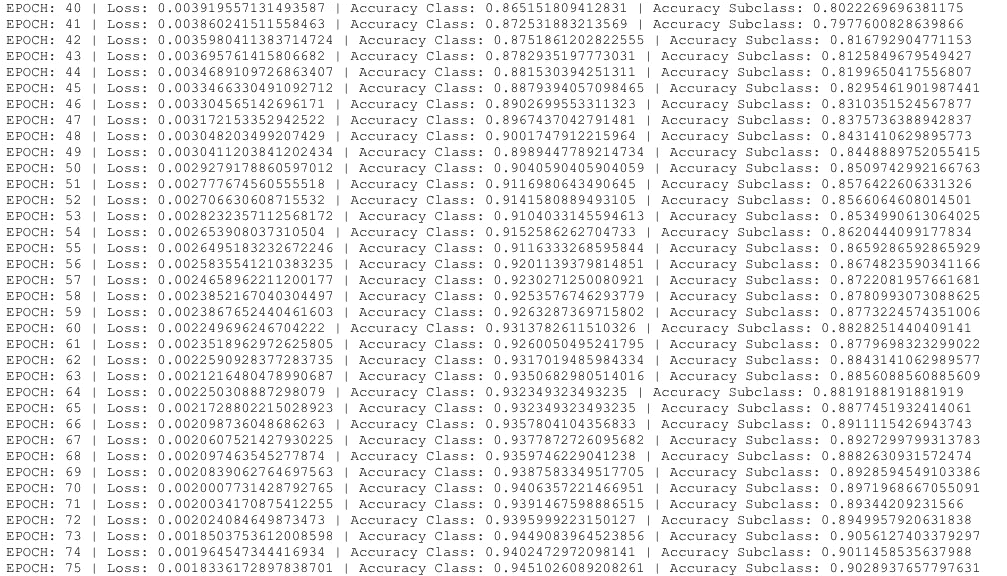 EPOCH: 40 | Loss: 0.003919557131493587 | Accuracy Class: 0.865151809412831 | Accuracy Subclass: 0.8022269696381175
EPOCH: 41 | Loss: 0.003860241511558463 | Accuracy Class: 0.872531883213569 | Accuracy Subclass: 0.7977600828639866
EPOCH: 42 | Loss: 0.0035980411383714724 | Accuracy Class: 0.8751861202822555 | Accuracy Subclass: 0.816792904771153
EPOCH: 43 | Loss: 0.003695761415806682 | Accuracy Class: 0.8782935197773031 | Accuracy Subclass: 0.8125849679549427
EPOCH: 44 | Loss: 0.0034689109726863407 | Accuracy Class: 0.881530394251311 | Accuracy Subclass: 0.8199650417556807
EPOCH: 45 | Loss: 0.0033466330491092712 | Accuracy Class: 0.8879394057098465 | Accuracy Subclass: 0.8295461901987441
EPOCH: 46 | Loss: 0.003304565142696171 | Accuracy Class: 0.8902699553311323 | Accuracy Subclass: 0.8310351524567877
EPOCH: 47 | Loss: 0.003172153352942522 | Accuracy Class: 0.8967437042791481 | Accuracy Subclass: 0.8375736388942837
EPOCH: 48 | Loss: 0.003048203499207429 | Accuracy Class: 0.9001747912215964 | Accuracy Subclass: 0.8431410629895773
EPOCH: 49 | Loss: 0.0030411203841202434 | Accuracy Class: 0.8989447789214734 | Accuracy Subclass: 0.8448889752055415
EPOCH: 50 | Loss: 0.0029279178860597012 | Accuracy Class: 0.904059040590405​9 | Accuracy Subclass: 0.8509742992166763
EPOCH: 51 | Loss: 0.0027776745605555518 | Accuracy Class: 0.9116980643490645 | Accuracy Subclass: 0.857642260633​1326
EPOCH: 52 | Loss: 0.002706630608715532 | Accuracy Class: 0.9141580889493105 | Accuracy Subclass: 0.8566064608014501
EPOCH: 53 | Loss: 0.0028232357112568172 | Accuracy Class: 0.9104033145594613 | Accuracy Subclass: 0.8534990613064025
EPOCH: 54 | Loss: 0.002653908037310504 | Accuracy Class: 0.9152586262704733 | Accuracy Subclass: 0.8620444099177834
EPOCH: 55 | Loss: 0.0026495183232672246 | Accuracy Class: 0.9116333268595844 | Accuracy Subclass: 0.8659286592865929
EPOCH: 56 | Loss: 0.0025835541210383235 | Accuracy Class: 0.9201139379814851 | Accuracy Subclass: 0.8674823590341166
EPOCH: 57 | Loss: 0.0024658962211200177 | Accuracy Class: 0.9230271250080921 | Accuracy Subclass: 0.8722081957661681
EPOCH: 58 | Loss: 0.0023852167040304497 | Accuracy Class: 0.9253576746293779 | Accuracy Subclass: 0.8780993073088625
EPOCH: 59 | Loss: 0.0023867652440461603 | Accuracy Class: 0.9263287369715802 | Accuracy Subclass: 0.8773224574351006
EPOCH: 60 | Loss: 0.002249696246704222 | Accuracy Class: 0.9313782611510326 | Accuracy Subclass: 0.8828251440409141
EPOCH: 61 | Loss: 0.0023518962972625805 | Accuracy Class: 0.9260050495241795 | Accuracy Subclass: 0.8779698323299022
EPOCH: 62 | Loss: 0.0022590928377283735 | Accuracy Class: 0.9317019485984334 | Accuracy Subclass: 0.8843141062989577
EPOCH: 63 | Loss: 0.0021216480478990687 | Accuracy Class: 0.9350682980514016 | Accuracy Subclass: 0.8856088560885609
EPOCH: 64 | Loss: 0.002250308887298079 | Accuracy Class: 0.932349323493235 | Accuracy Subclass: 0.8819188191881919
EPOCH: 65 | Loss: 0.0021728802215028923 | Accuracy Class: 0.932349323493235 | Accuracy Subclass: 0.8877451932414061
EPOCH: 66 | Loss: 0.002098736048686263 | Accuracy Class: 0.9357804104356833 | Accuracy Subclass: 0.8911115426943743
EPOCH: 67 | Loss: 0.0020607521427930225 | Accuracy Class: 0.9377872726095682 | Accuracy Subclass: 0.8927299799313783
EPOCH: 68 | Loss: 0.002097463545277874 | Accuracy Class: 0.9359746229041238 | Accuracy Subclass: 0.8882630931572474
EPOCH: 69 | Loss: 0.0020839062764697563 | Accuracy Class: 0.9387583349517705 | Accuracy Subclass: 0.8928594549103386
EPOCH: 70 | Loss: 0.0020007731428792765 | Accuracy Class: 0.9406357221466951 | Accuracy Subclass: 0.8971968667055091
EPOCH: 71 | Loss: 0.0020034170875412255 | Accuracy Class: 0.9391467598886515 | Accuracy Subclass: 0.89344209231566
EPOCH: 72 | Loss: 0.002024084649873473 | Accuracy Class: 0.9395999223150127 | Accuracy Subclass: 0.8949957920631838
EPOCH: 73 | Loss: 0.0018503753612008598 | Accuracy Class: 0.9449083964523856 | Accuracy Subclass: 0.9056127403379297
EPOCH: 74 | Loss: 0.0019645473444​16934 | Accuracy Class: 0.9402472972098141 | Accuracy Subclass: 0.9011458535637988
EPOCH: 75 | Loss: 0.0018336172897838701 | Accuracy Class: 0.9451026089208261 | Accuracy Subclass: 0.9028937657797631